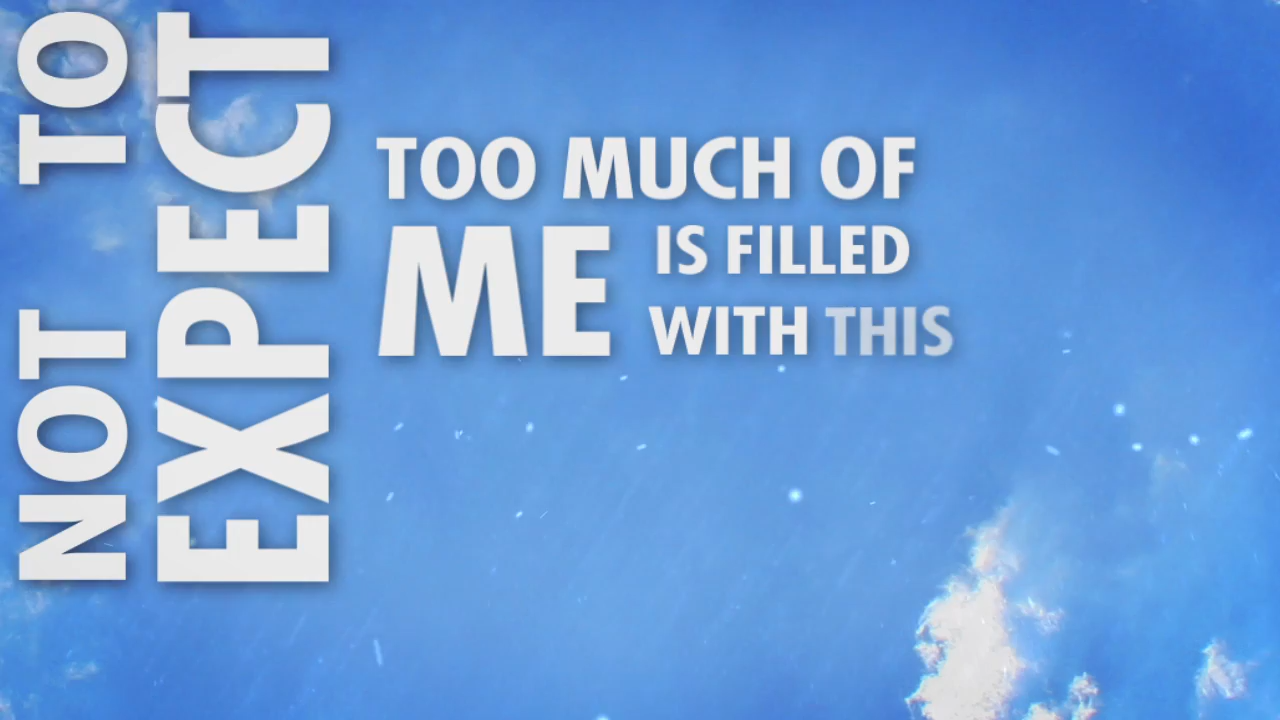 NOT TO
EXPECT
TOO MUCH OF
ME IS FILLED
WITH THIS